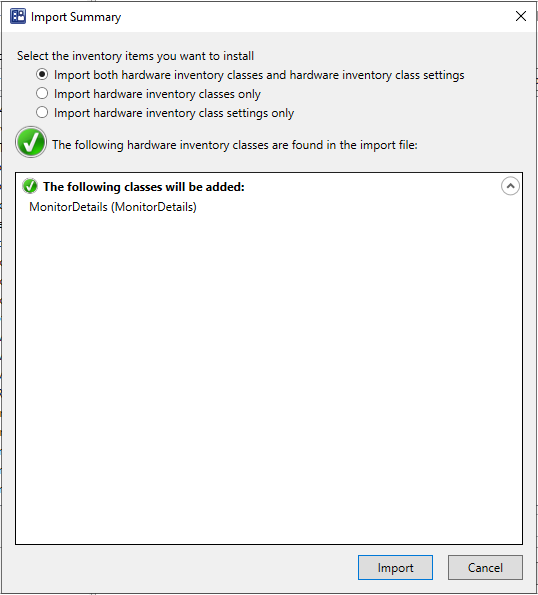 Import Summary
Select the inventory items you want to install
Import both hardware inventory classes and hardware inventory class settings
Import hardware inventory classes only
Import hardware inventory class settings only
The following hardware inventory classes are found in the import file:
The following classes will be added:
MonitorDetails (MonitorDetails)
Import
Cancel